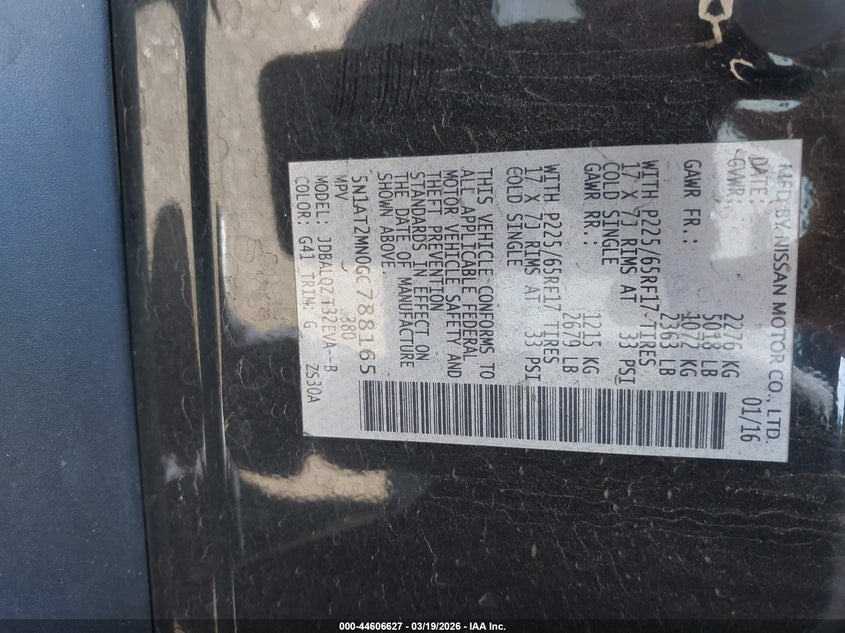 MFD BY NISSAN MOTOR CO., LTD.
DATE: 01/16
GVWR: 2276 KG
5018 LB
GAWR FR.: 1072 KG
2363 LB
WITH P225/65RF17 TIRES
17 X 7J RIMS AT 33 PSI
COLD SINGLE
GAWR RR.: 1215 KG
2679 LB
WITH P225/65RF17 TIRES
17 X 7J RIMS AT 33 PSI
COLD SINGLE
THIS VEHICLE CONFORMS TO
ALL APPLICABLE FEDERAL
MOTOR VEHICLE SAFETY AND
THEFT PREVENTION
STANDARDS IN EFFECT ON
THE DATE OF MANUFACTURE
SHOWN ABOVE.
5N1AT2MN0GC788165
MPV 380
MODEL: JDBALQZT32EVA--B
COLOR: G41 TRIM: G ZS30A
000-44606627 - 03/19/2026 - IAA Inc.